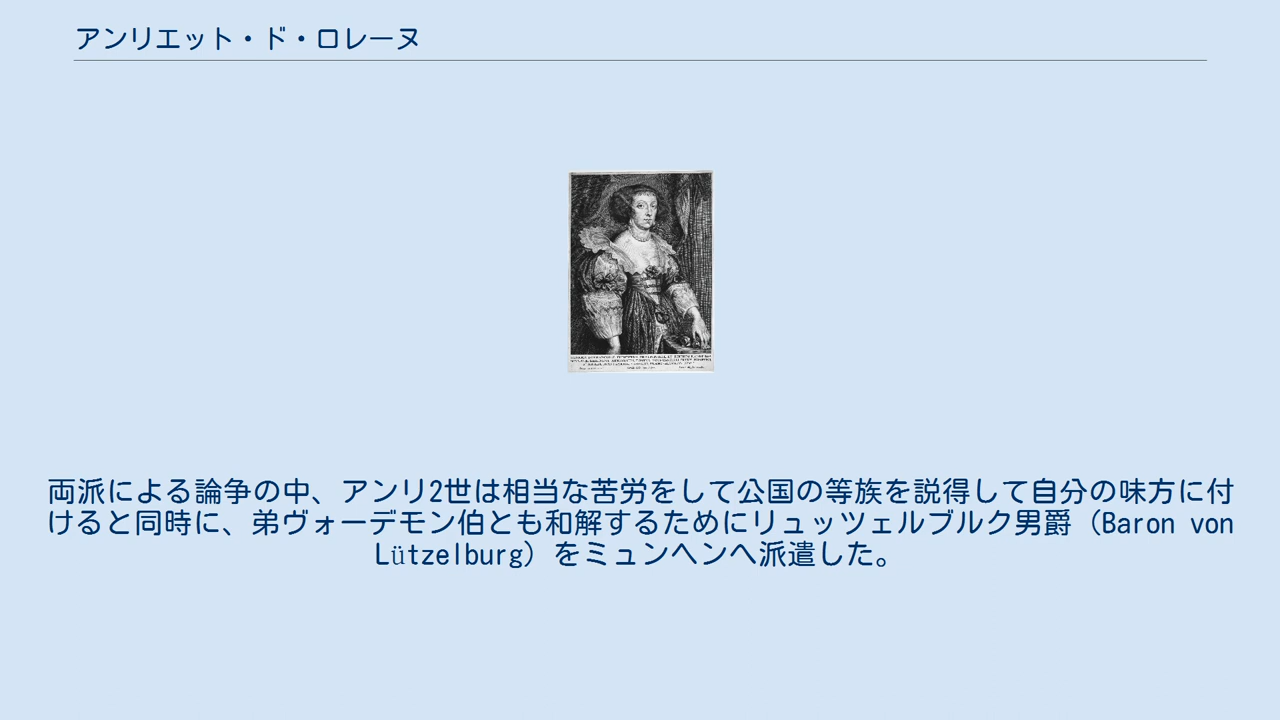 アンリエット・ド・ロレーヌ
両派による論争の中、アンリ2世は相当な苦労をして公国の等族を説得して自分の味方に付
けると同時に、弟ヴォーデモン伯とも和解するためにリュッツェルブルク男爵（Baron von
Lützelburg）をミュンヘンへ派遣した。